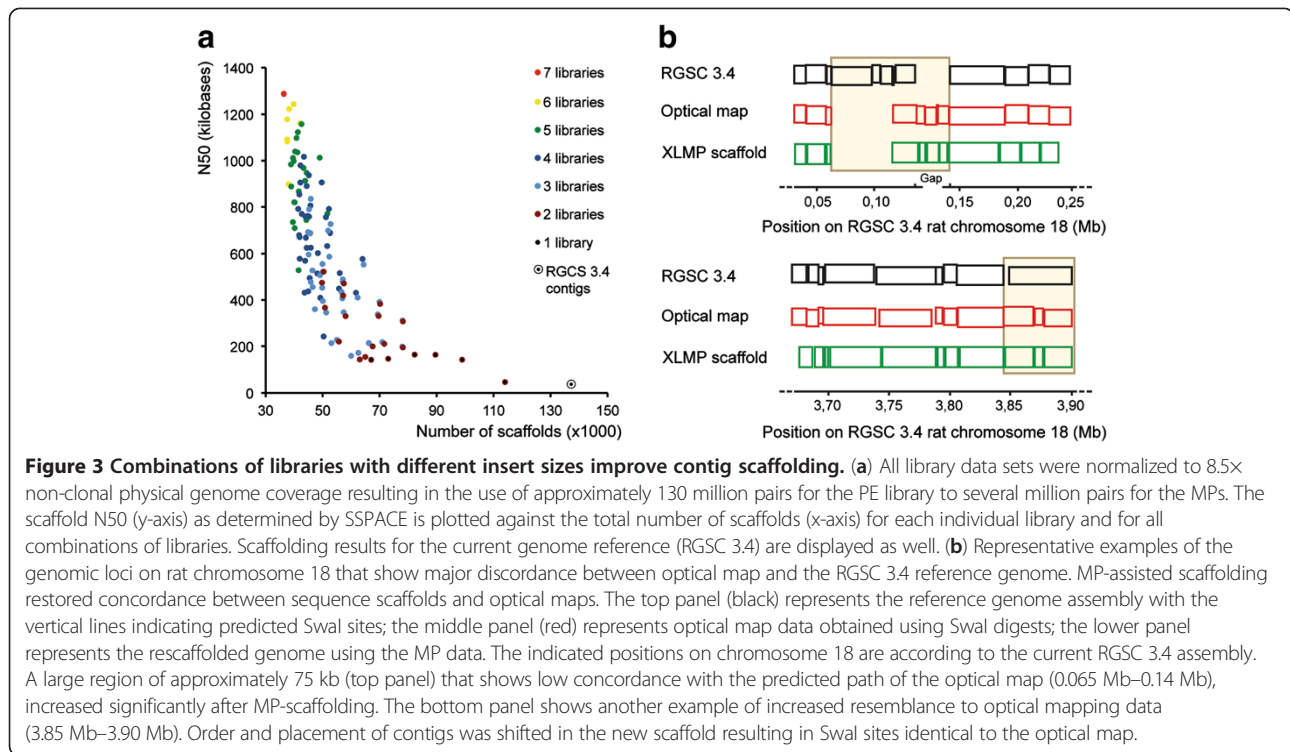 a
N50 (kilobases)
1400
1200
1000
800
600
400
200
0
30
50
70
90
110
130
150
Number of scaffolds (x1000)
7 libraries
6 libraries
5 libraries
4 libraries
3 libraries
2 libraries
1 library
RGCS 3.4
contigs
b
RGSC 3.4
Optical map
XLMP scaffold
Gap
0,05
0,10
0,14
0,20
0,25
Position on RGSC 3.4 rat chromosome 18 (Mb)
RGSC 3.4
Optical map
XLMP scaffold
3,70
3,75
3,80
3,85
3,90
Position on RGSC 3.4 rat chromosome 18 (Mb)
Figure 3 Combinations of libraries with different insert sizes improve contig scaffolding. (a) All library data sets were normalized to 8.5×
non-clonal physical genome coverage resulting in the use of approximately 130 million pairs for the PE library to several million pairs for the MPs. The
scaffold N50 (y-axis) as determined by SSPACE is plotted against the total number of scaffolds (x-axis) for each individual library and for all
combinations of libraries. Scaffolding results for the current genome reference (RGSC 3.4) are displayed as well. (b) Representative examples of the
genomic loci on rat chromosome 18 that show major discordance between optical map and the RGSC 3.4 reference genome. MP-assisted scaffolding
restored concordance between sequence scaffolds and optical maps. The top panel (black) represents the reference genome assembly with the
vertical lines indicating predicted SwaI sites; the middle panel (red) represents optical map data obtained using SwaI digests; the lower panel
represents the rescaffolded genome using the MP data. The indicated positions on chromosome 18 are according to the current RGSC 3.4 assembly.
A large region of approximately 75 kb (top panel) that shows low concordance with the predicted path of the optical map (0.065 Mb–0.14 Mb),
increased significantly after MP-scaffolding. The bottom panel shows another example of increased resemblance to optical mapping data
(3.85 Mb–3.90 Mb). Order and placement of contigs was shifted in the new scaffold resulting in SwaI sites identical to the optical map.